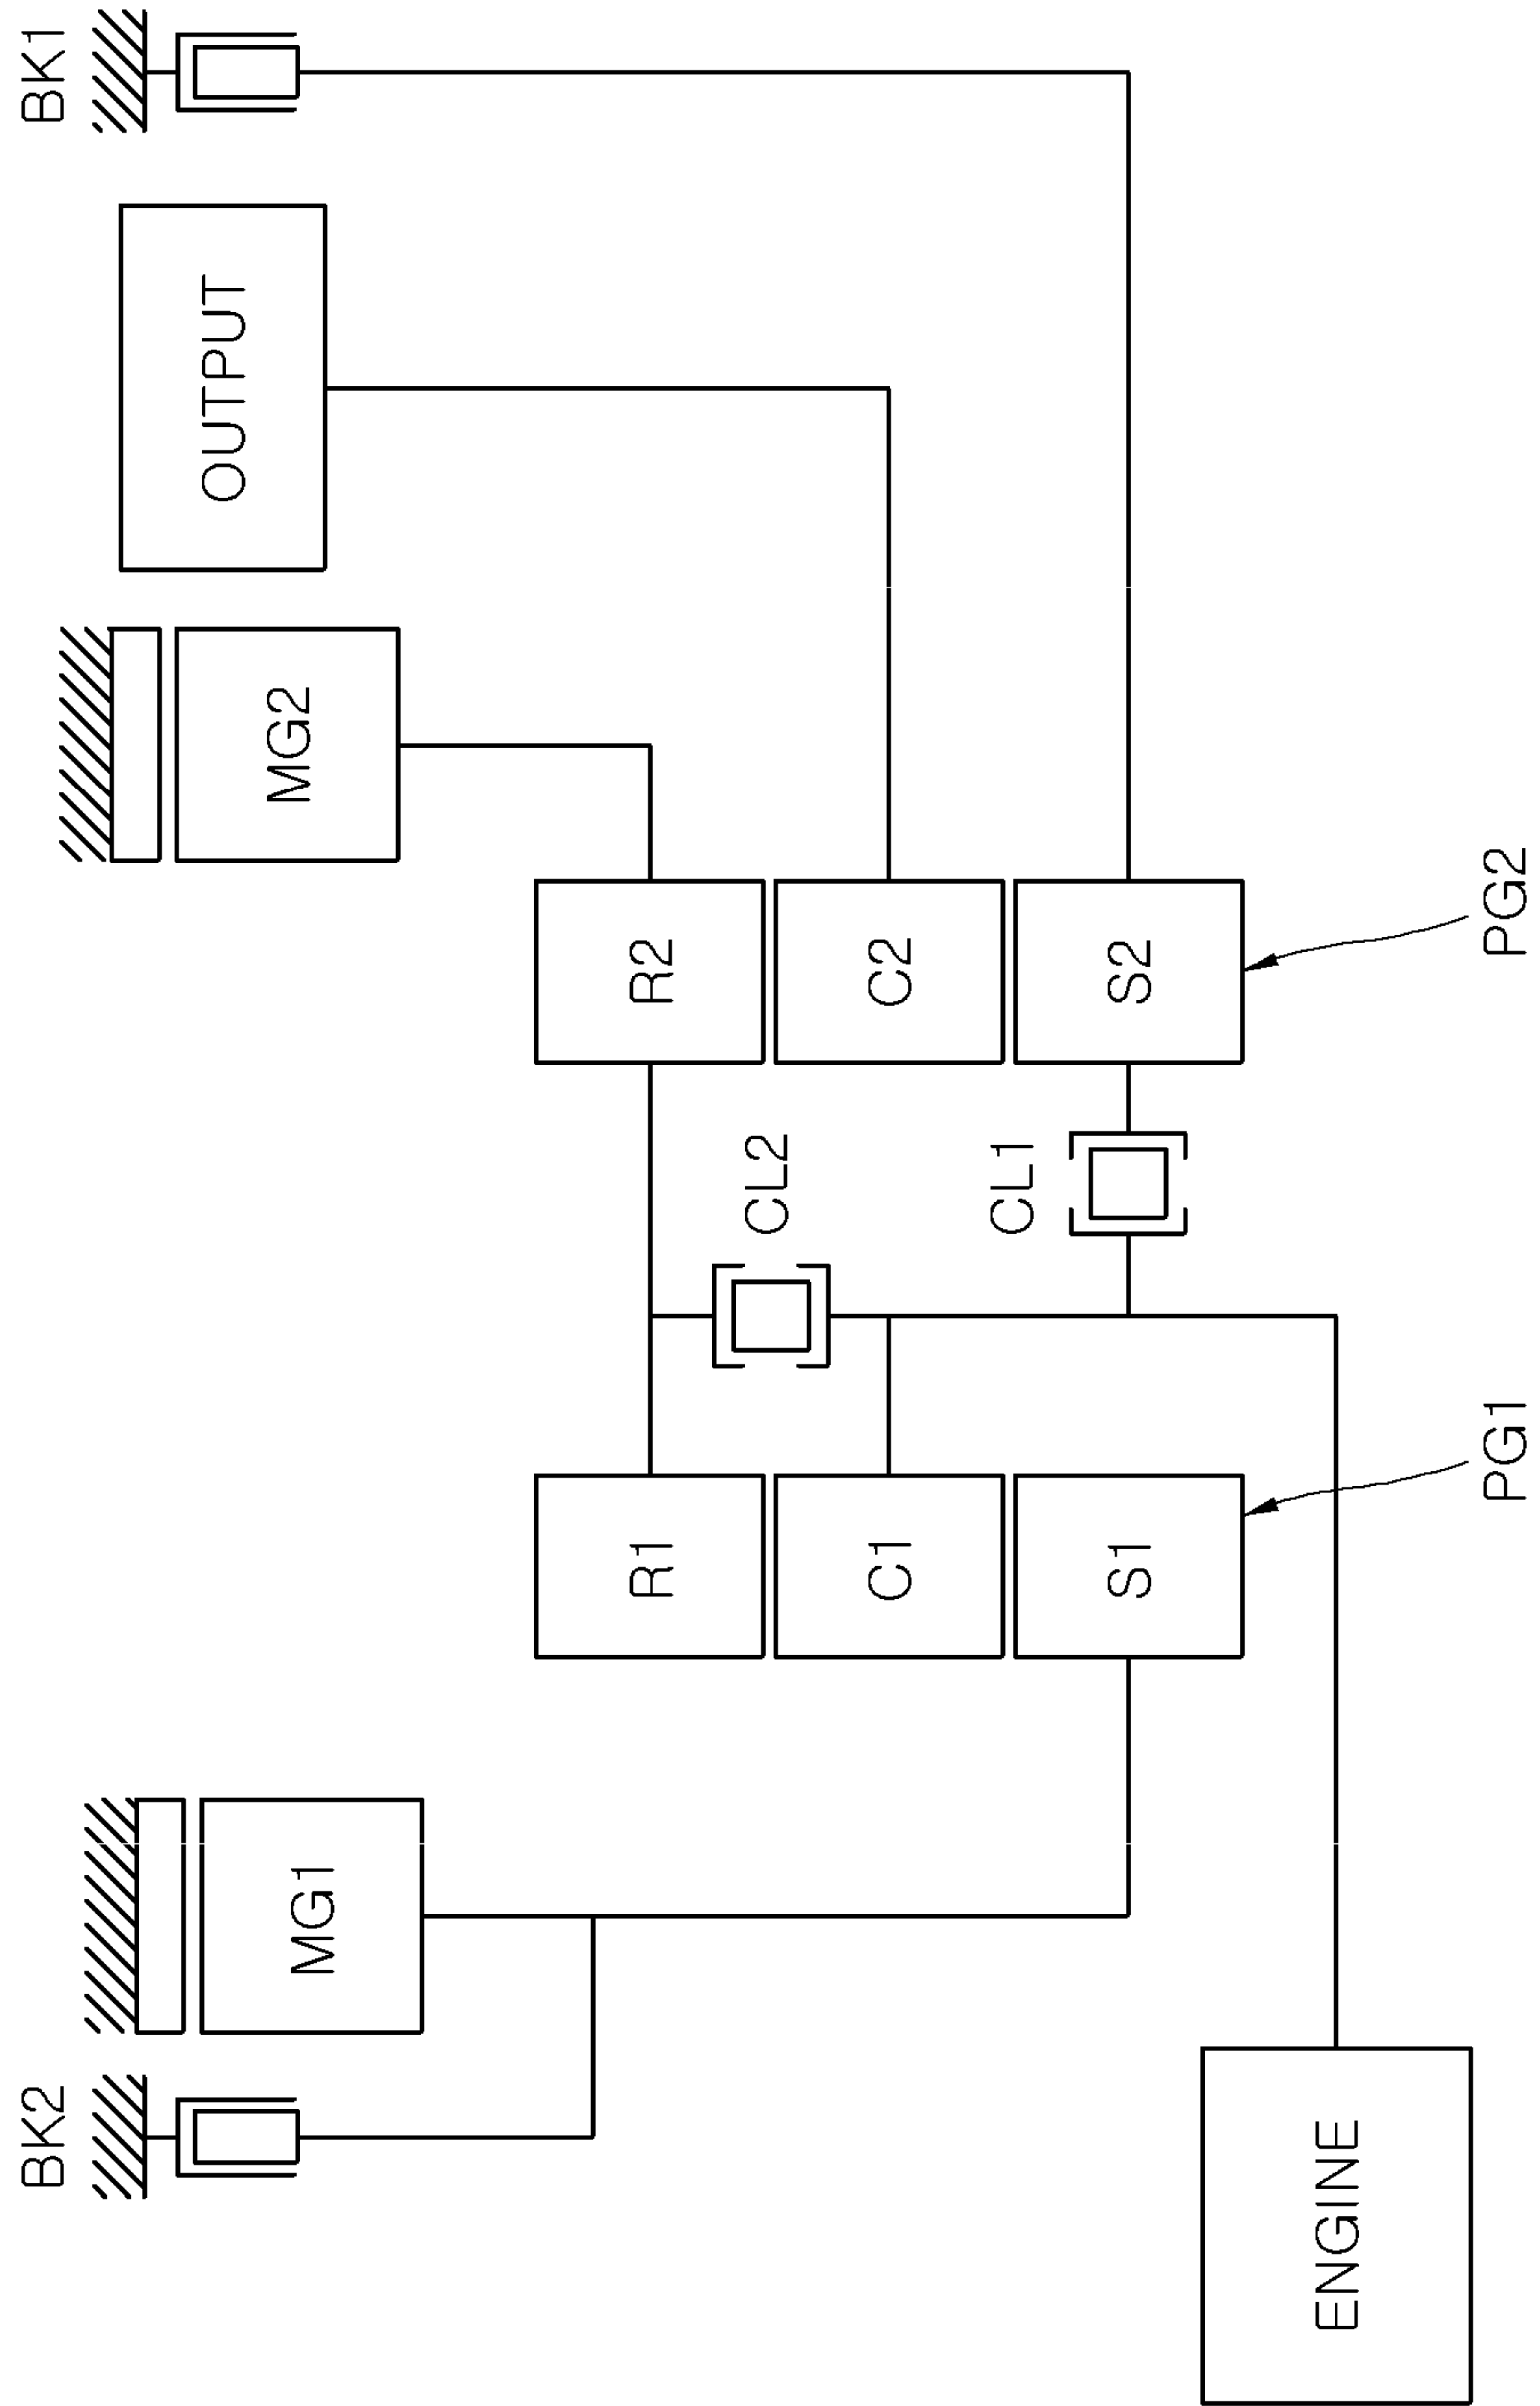 BK2
MG1
MG2
OUTPUT
BK1
R1
R2
CL2
C1
C2
CL1
S1
S2
ENGINE
PG1
PG2